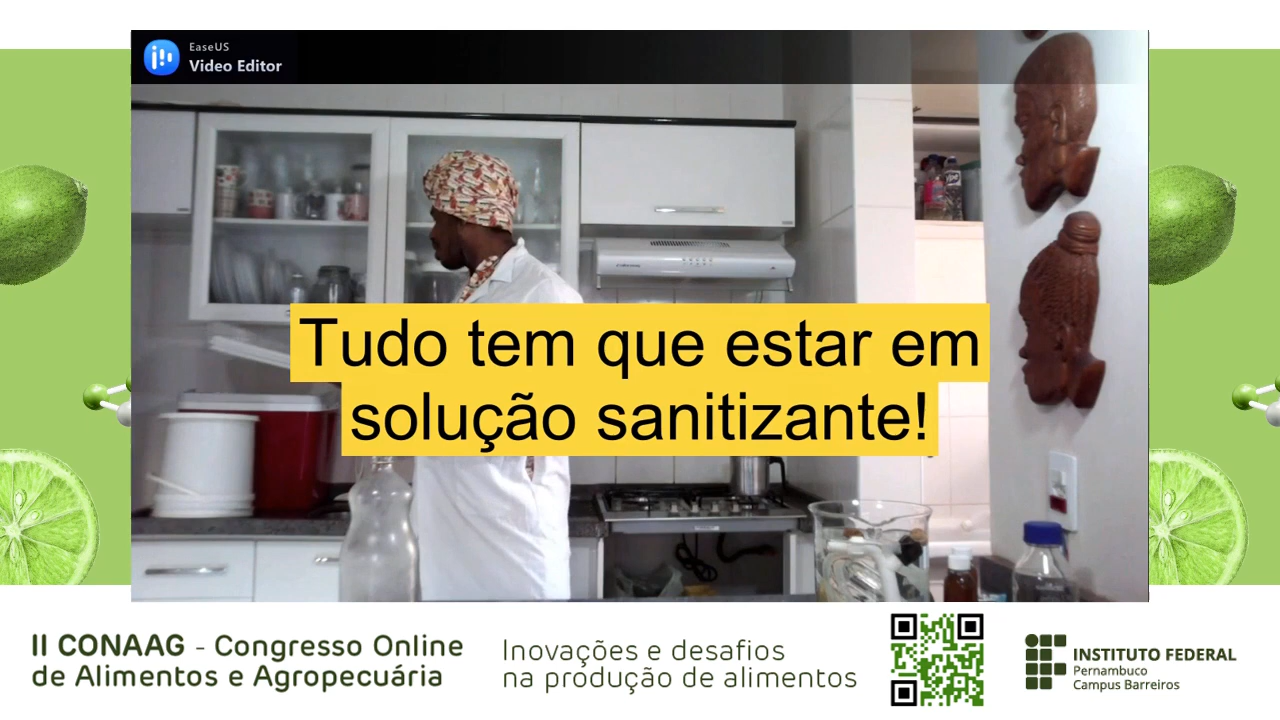 EaseUS
Video Editor
Tudo tem que estar em
solução sanitizante!
II CONAAG - Congresso Online
de Alimentos e Agropecuária
Inovações e desafios
na produção de alimentos
INSTITUTO FEDERAL
Pernambuco
Campus Barreiros